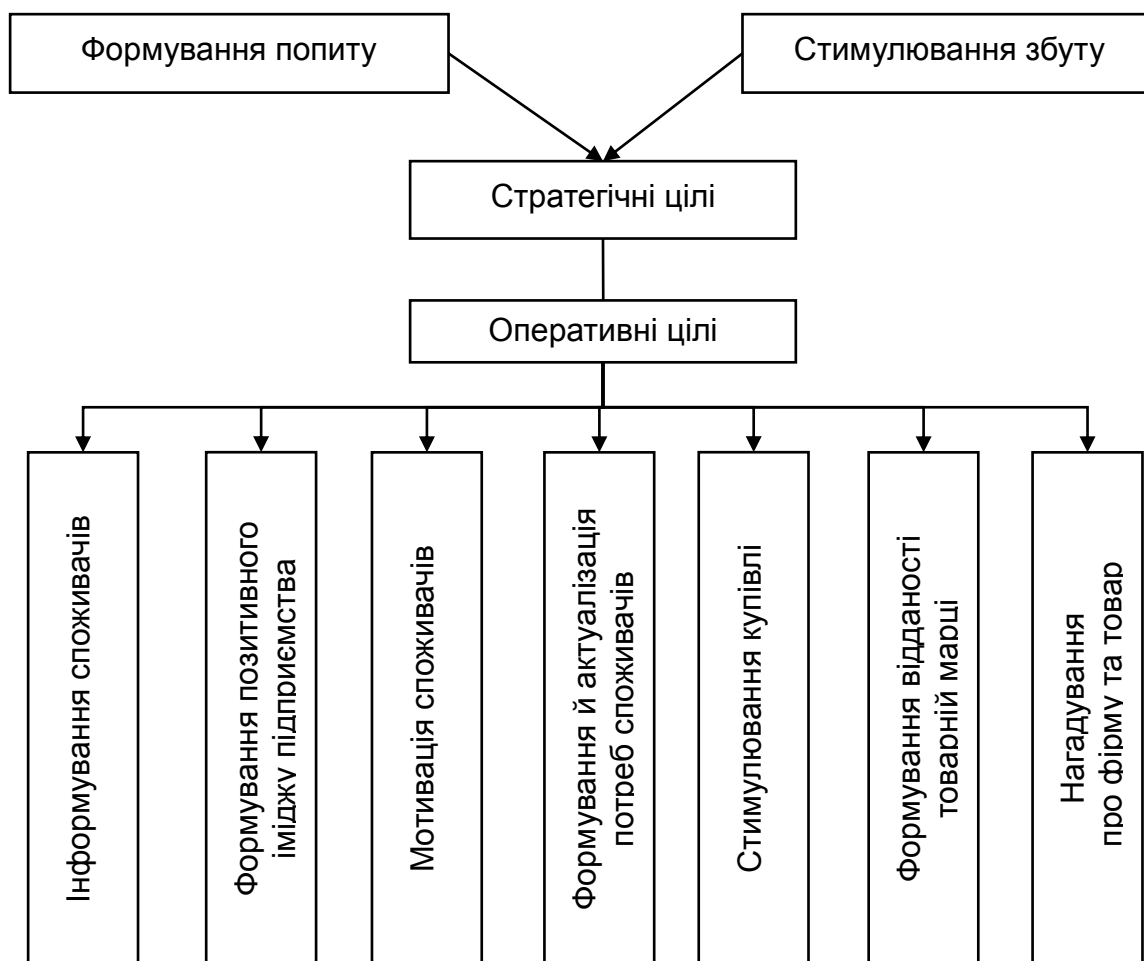 Формування попиту
Стимулювання збуту
Стратегічні цілі
Оперативні цілі
Інформування споживачів
Формування позитивного
іміджу підприємства
Мотивація споживачів
Формування й актуалізація
потреб споживачів
Стимулювання купівлі
Формування відданості
товарній марці
Нагадування
про фірму та товар